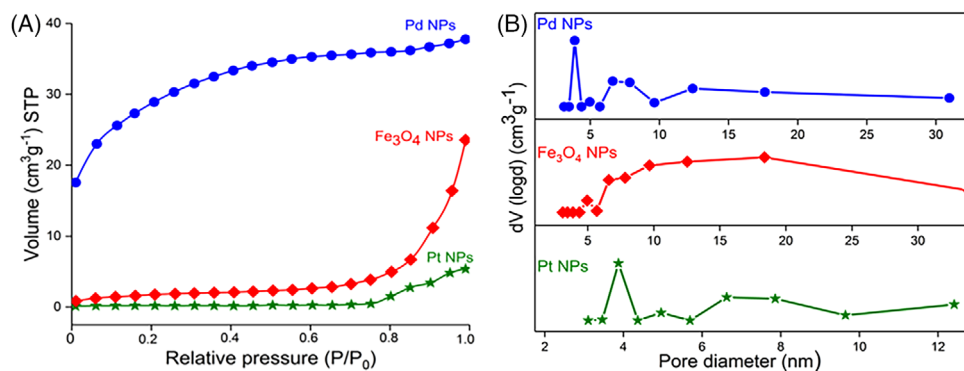 (A)
Volume (cm³g⁻¹) STP
40
30
20
10
0
Pd NPs
Fe₃O₄ NPs
Pt NPs
0 0.2 0.4 0.6 0.8 1.0
Relative pressure (P/P₀)
(B)
dV (logd) (cm³g⁻¹)
Pd NPs
5 10 15 20 25 30
Fe₃O₄ NPs
5 10 15 20 25 30
Pt NPs
2 4 6 8 10 12
Pore diameter (nm)